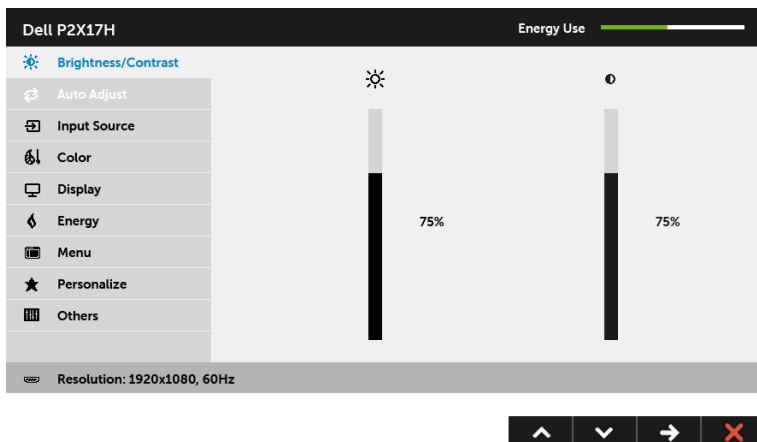 Dell P2X17H
Energy Use
Brightness/Contrast
Auto Adjust
Input Source
Color
Display
Energy
75%
75%
Menu
Personalize
Others
Resolution: 1920x1080, 60Hz